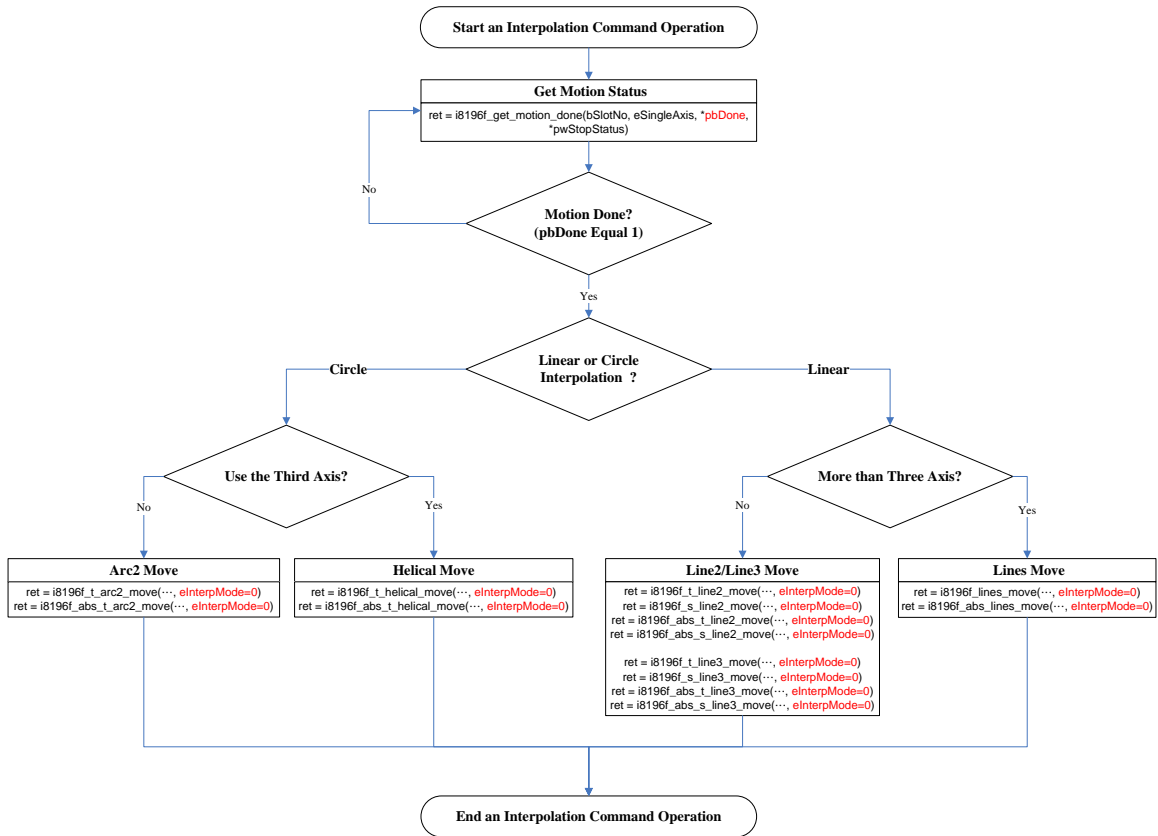 Start an Interpolation Command Operation
Get Motion Status
ret = i8196f_get_motion_done(bSlotNo, eSingleAxis, *pbDone,
*pwStopStatus)
No
Motion Done?
(pbDone Equal 1)
Yes
Linear or Circle
Interpolation ?
Circle
Linear
Use the Third Axis?
More than Three Axis?
No
Yes
No
Yes
Arc2 Move
ret = i8196f_t_arc2_move(⋯, eInterpMode=0)
ret = i8196f_abs_t_arc2_move(⋯, eInterpMode=0)
Helical Move
ret = i8196f_t_helical_move(⋯, eInterpMode=0)
ret = i8196f_abs_t_helical_move(⋯, eInterpMode=0)
Line2/Line3 Move
ret = i8196f_t_line2_move(⋯, eInterpMode=0)
ret = i8196f_s_line2_move(⋯, eInterpMode=0)
ret = i8196f_abs_t_line2_move(⋯, eInterpMode=0)
ret = i8196f_abs_s_line2_move(⋯, eInterpMode=0)
ret = i8196f_t_line3_move(⋯, eInterpMode=0)
ret = i8196f_s_line3_move(⋯, eInterpMode=0)
ret = i8196f_abs_t_line3_move(⋯, eInterpMode=0)
ret = i8196f_abs_s_line3_move(⋯, eInterpMode=0)
Lines Move
ret = i8196f_lines_move(⋯, eInterpMode=0)
ret = i8196f_abs_lines_move(⋯, eInterpMode=0)
End an Interpolation Command Operation